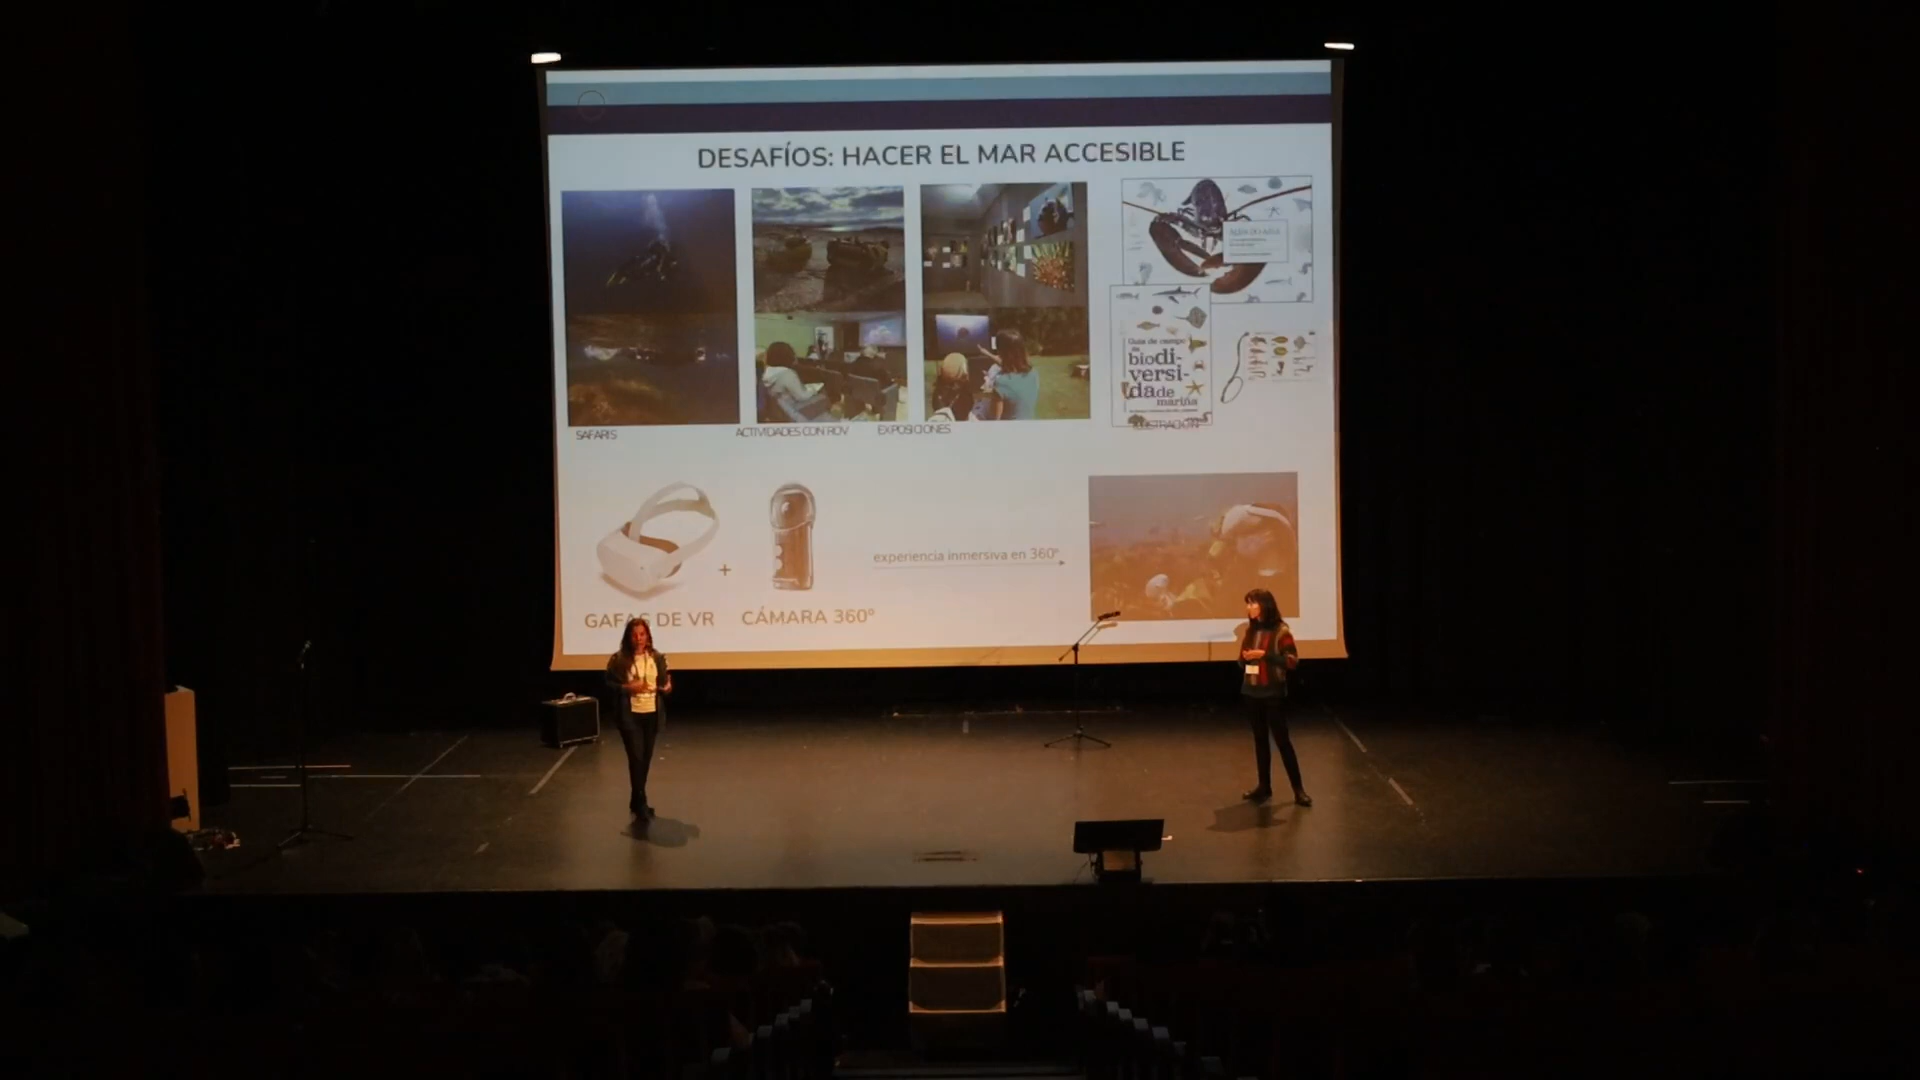 DESAFÍOS: HACER EL MAR ACCESIBLE
Guía de campo
biodi-
versi-
dade
mariña
SAFARIS
ACTIVIDADES CON ROV
EXPOSICIONES
ILUSTRACIÓN
experiencia inmersiva en 360º
+
GAFAS DE VR
CÁMARA 360º